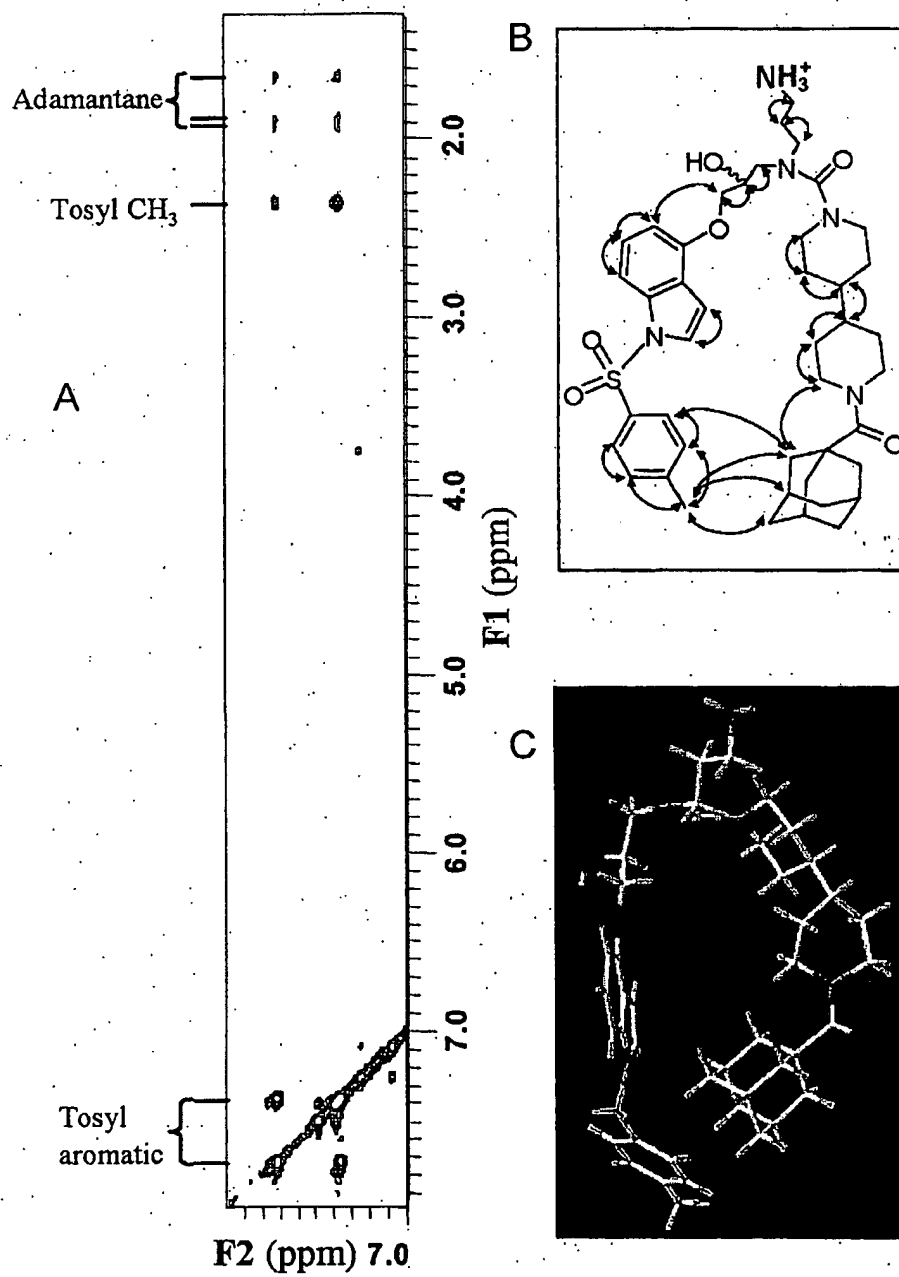 A
Adamantane
Tosyl CH3
Tosyl
aromatic
2.0
3.0
4.0
5.0
6.0
7.0
F1 (ppm)
F2 (ppm) 7.0
B
NH3+
HO
N
O
O
N
N
O
S
O
N
O
C